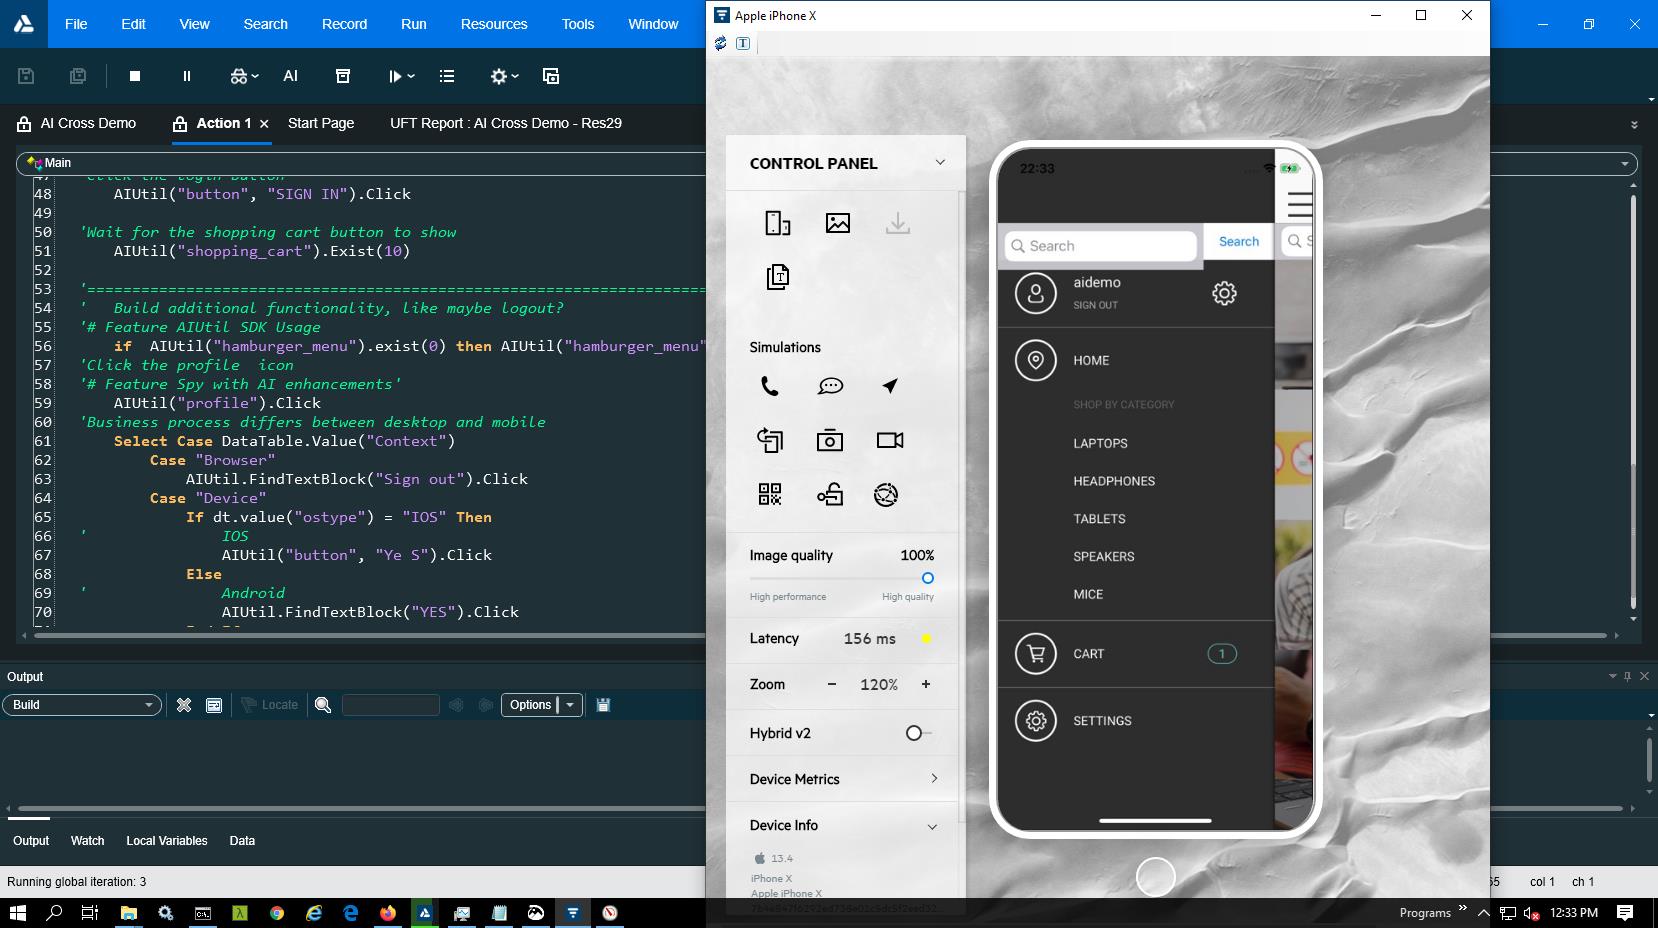 File Edit View Search Record Run Resources Tools Window
Apple iPhone X
AI
AI Cross Demo Action 1 Start Page UFT Report : AI Cross Demo - Res29
Main
48 AIUtil("button", "SIGN IN").Click
49
50 'Wait for the shopping cart button to show
51 AIUtil("shopping_cart").Exist(10)
52
53 '=====================================================================
54 ' Build additional functionality, like maybe logout?
55 '# Feature AIUtil SDK Usage
56 if AIUtil("hamburger_menu").exist(0) then AIUtil("hamburger_menu"
57 'Click the profile icon
58 '# Feature Spy with AI enhancements'
59 AIUtil("profile").Click
60 'Business process differs between desktop and mobile
61 Select Case DataTable.Value("Context")
62 Case "Browser"
63 AIUtil.FindTextBlock("Sign out").Click
64 Case "Device"
65 If dt.value("ostype") = "IOS" Then
66 ' IOS
67 AIUtil("button", "Ye S").Click
68 Else
69 ' Android
70 AIUtil.FindTextBlock("YES").Click
Output
Build Locate Options
Output Watch Local Variables Data
Running global iteration: 3
CONTROL PANEL
Simulations
Image quality 100%
High performance High quality
Latency 156 ms
Zoom − 120% +
Hybrid v2
Device Metrics
Device Info
13.4
iPhone X
Apple iPhone X
22:33
Search Search
aidemo
SIGN OUT
HOME
SHOP BY CATEGORY
LAPTOPS
HEADPHONES
TABLETS
SPEAKERS
MICE
CART 1
SETTINGS
col 1 ch 1
Programs 12:33 PM